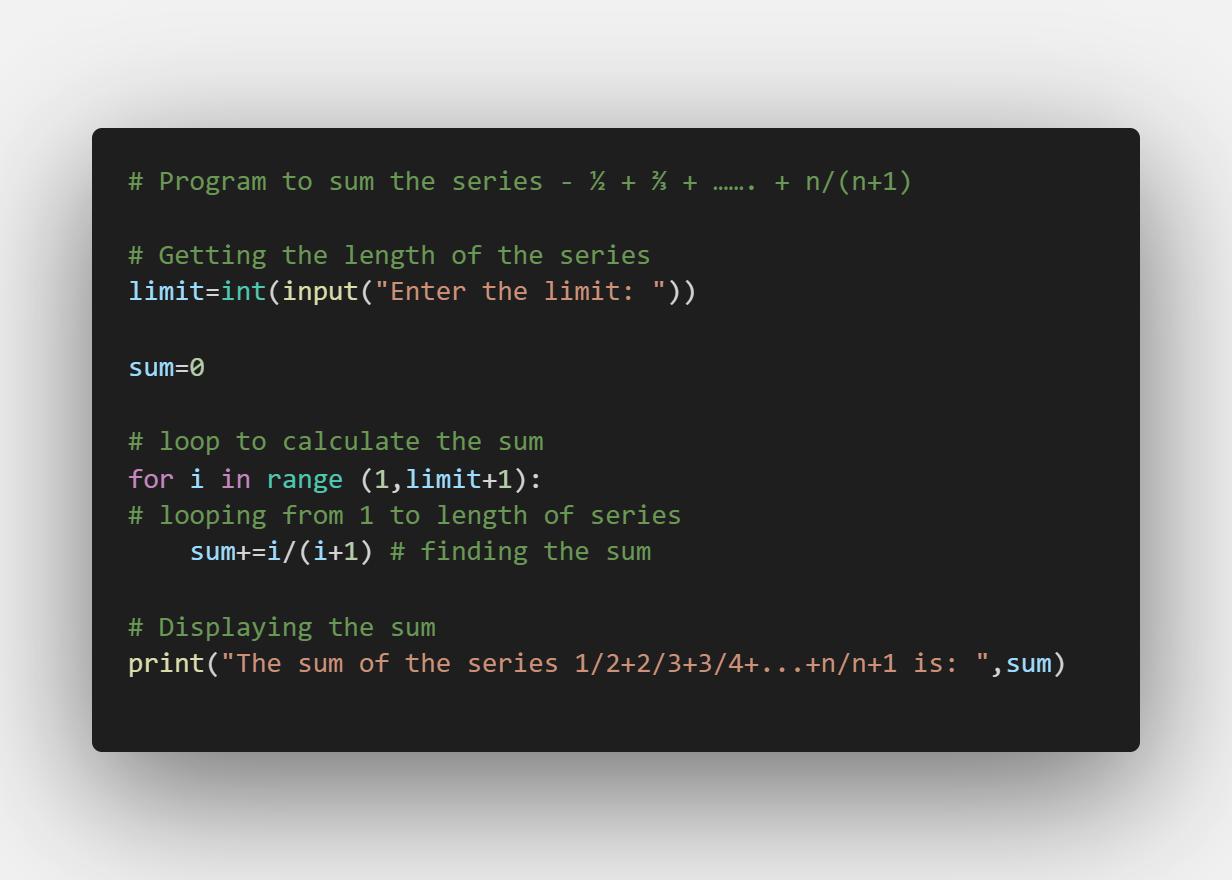 # Program to sum the series - ½ + ⅔ + ……. + n/(n+1)
# Getting the length of the series
limit=int(input("Enter the limit: "))
sum=0
# loop to calculate the sum
for i in range (1,limit+1):
# looping from 1 to length of series
    sum+=i/(i+1) # finding the sum
# Displaying the sum
print("The sum of the series 1/2+2/3+3/4+...+n/n+1 is: ",sum)